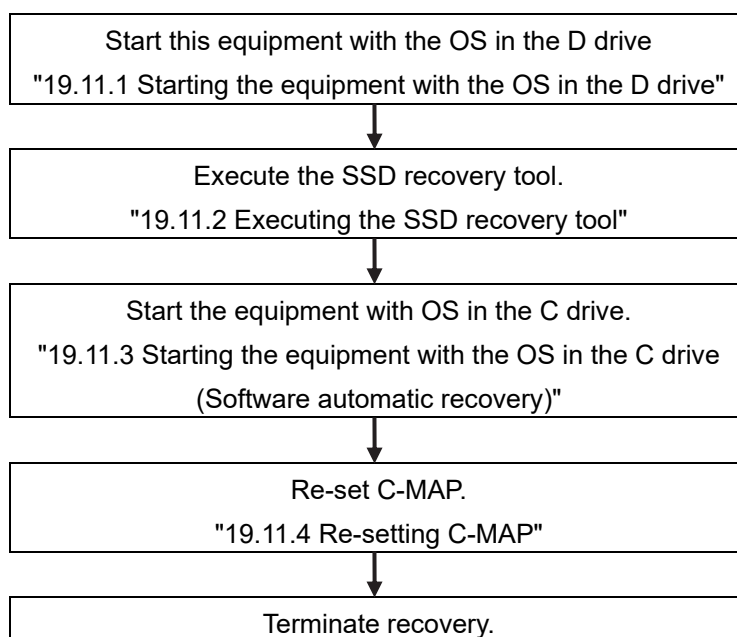 Start this equipment with the OS in the D drive
"19.11.1 Starting the equipment with the OS in the D drive"
Execute the SSD recovery tool.
"19.11.2 Executing the SSD recovery tool"
Start the equipment with OS in the C drive.
"19.11.3 Starting the equipment with the OS in the C drive
(Software automatic recovery)"
Re-set C-MAP.
"19.11.4 Re-setting C-MAP"
Terminate recovery.